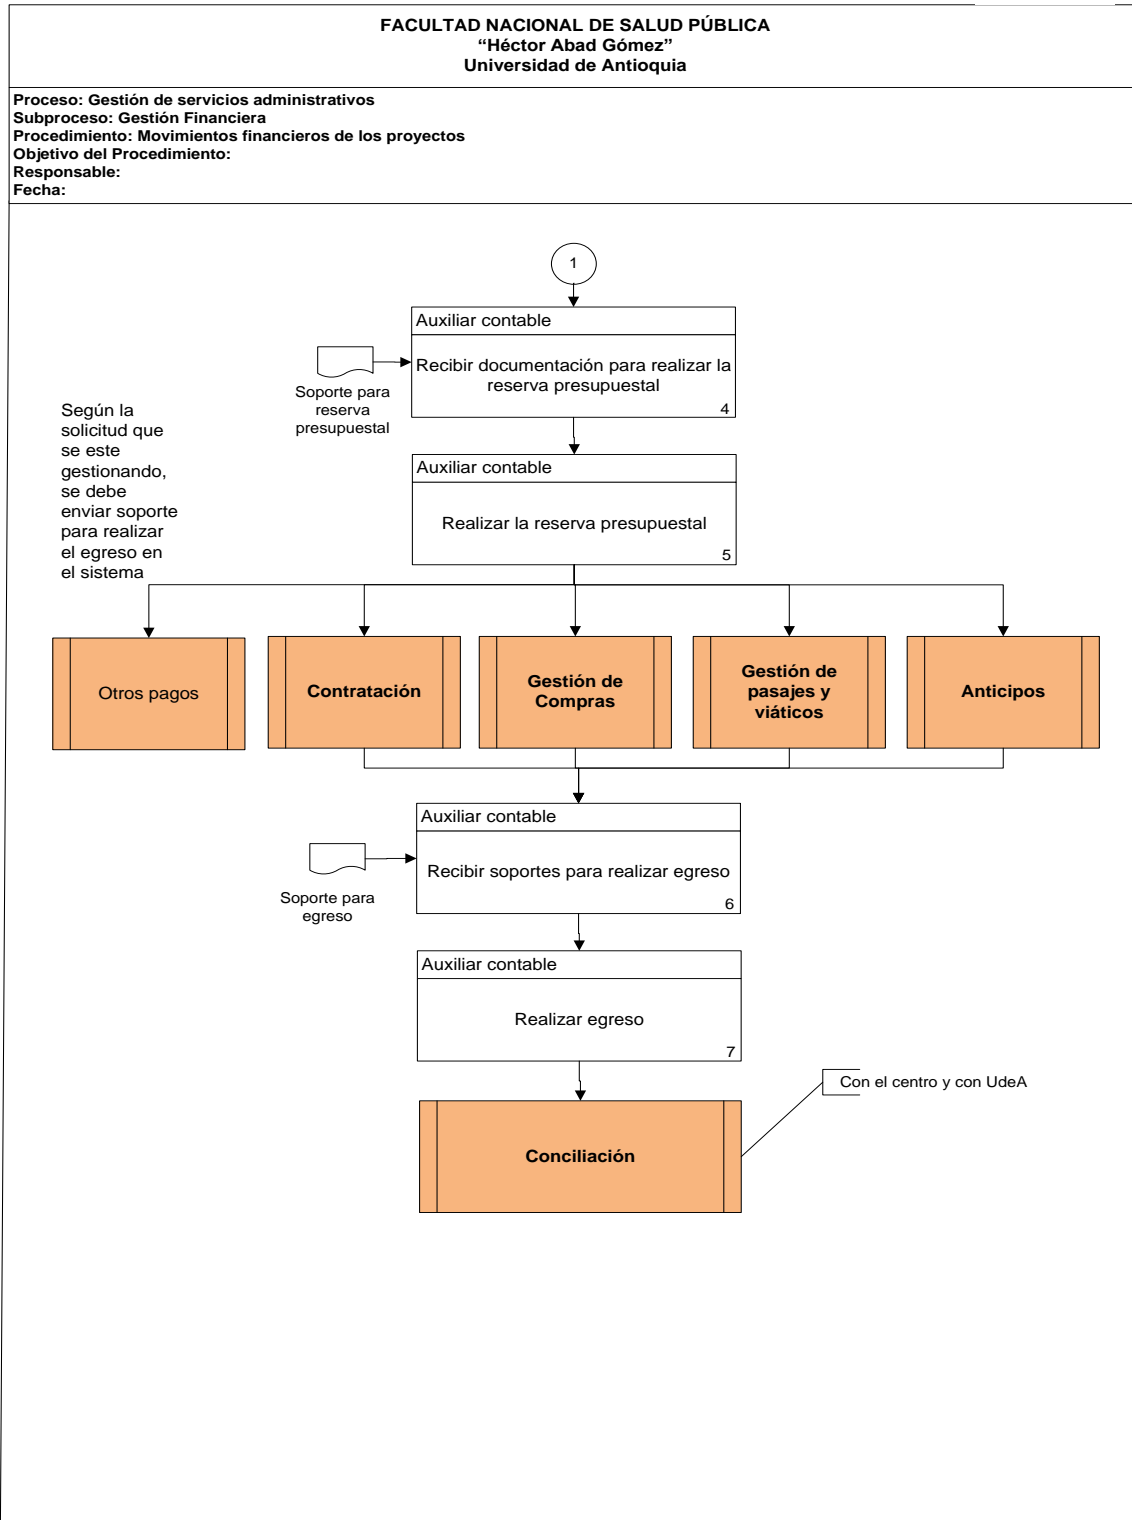 FACULTAD NACIONAL DE SALUD PÚBLICA
“Héctor Abad Gómez”
Universidad de Antioquia
Proceso: Gestión de servicios administrativos
Subproceso: Gestión Financiera
Procedimiento: Movimientos financieros de los proyectos
Objetivo del Procedimiento:
Responsable:
Fecha:
1
Auxiliar contable
Recibir documentación para realizar la
reserva presupuestal
4
Soporte para
reserva
presupuestal
Según la
solicitud que
se este
gestionando,
se debe
enviar soporte
para realizar
el egreso en
el sistema
Auxiliar contable
Realizar la reserva presupuestal
5
Otros pagos
Contratación
Gestión de
Compras
Gestión de
pasajes y
viáticos
Anticipos
Auxiliar contable
Recibir soportes para realizar egreso
6
Soporte para
egreso
Auxiliar contable
Realizar egreso
7
Con el centro y con UdeA
Conciliación